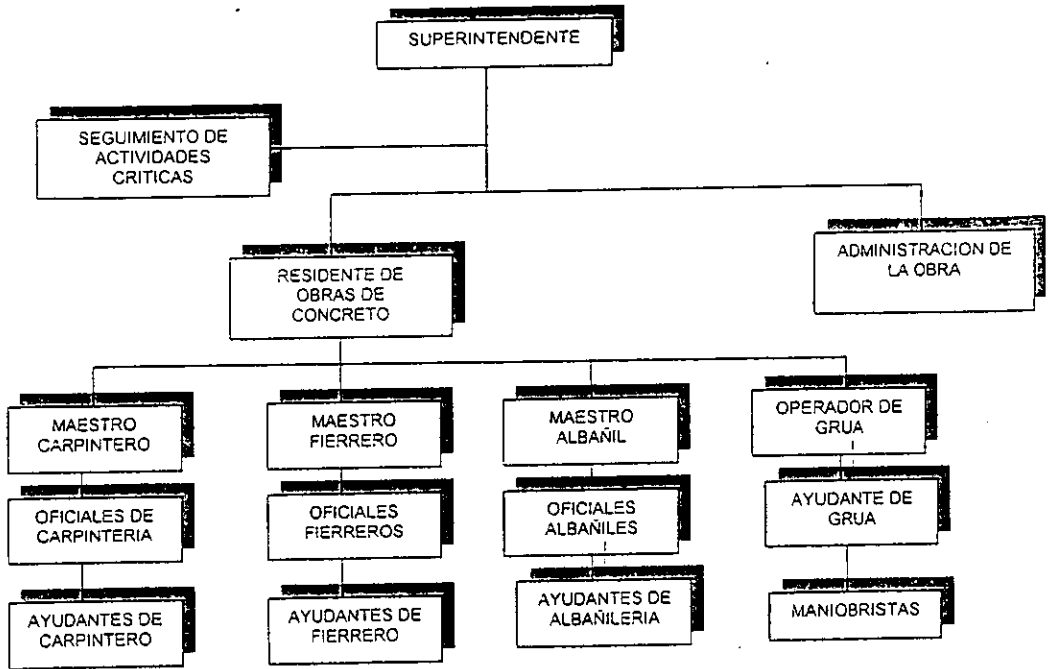 SUPERINTENDENTE
SEGUIMIENTO DE
ACTIVIDADES
CRITICAS
RESIDENTE DE
OBRAS DE
CONCRETO
ADMINISTRACION DE
LA OBRA
MAESTRO
CARPINTERO
MAESTRO
FIERRERO
MAESTRO
ALBAÑIL
OPERADOR DE
GRUA
OFICIALES DE
CARPINTERIA
OFICIALES
FIERREROS
OFICIALES
ALBAÑILES
AYUDANTE DE
GRUA
AYUDANTES DE
CARPINTERO
AYUDANTES DE
FIERRERO
AYUDANTES DE
ALBAÑILERIA
MANIOBRISTAS